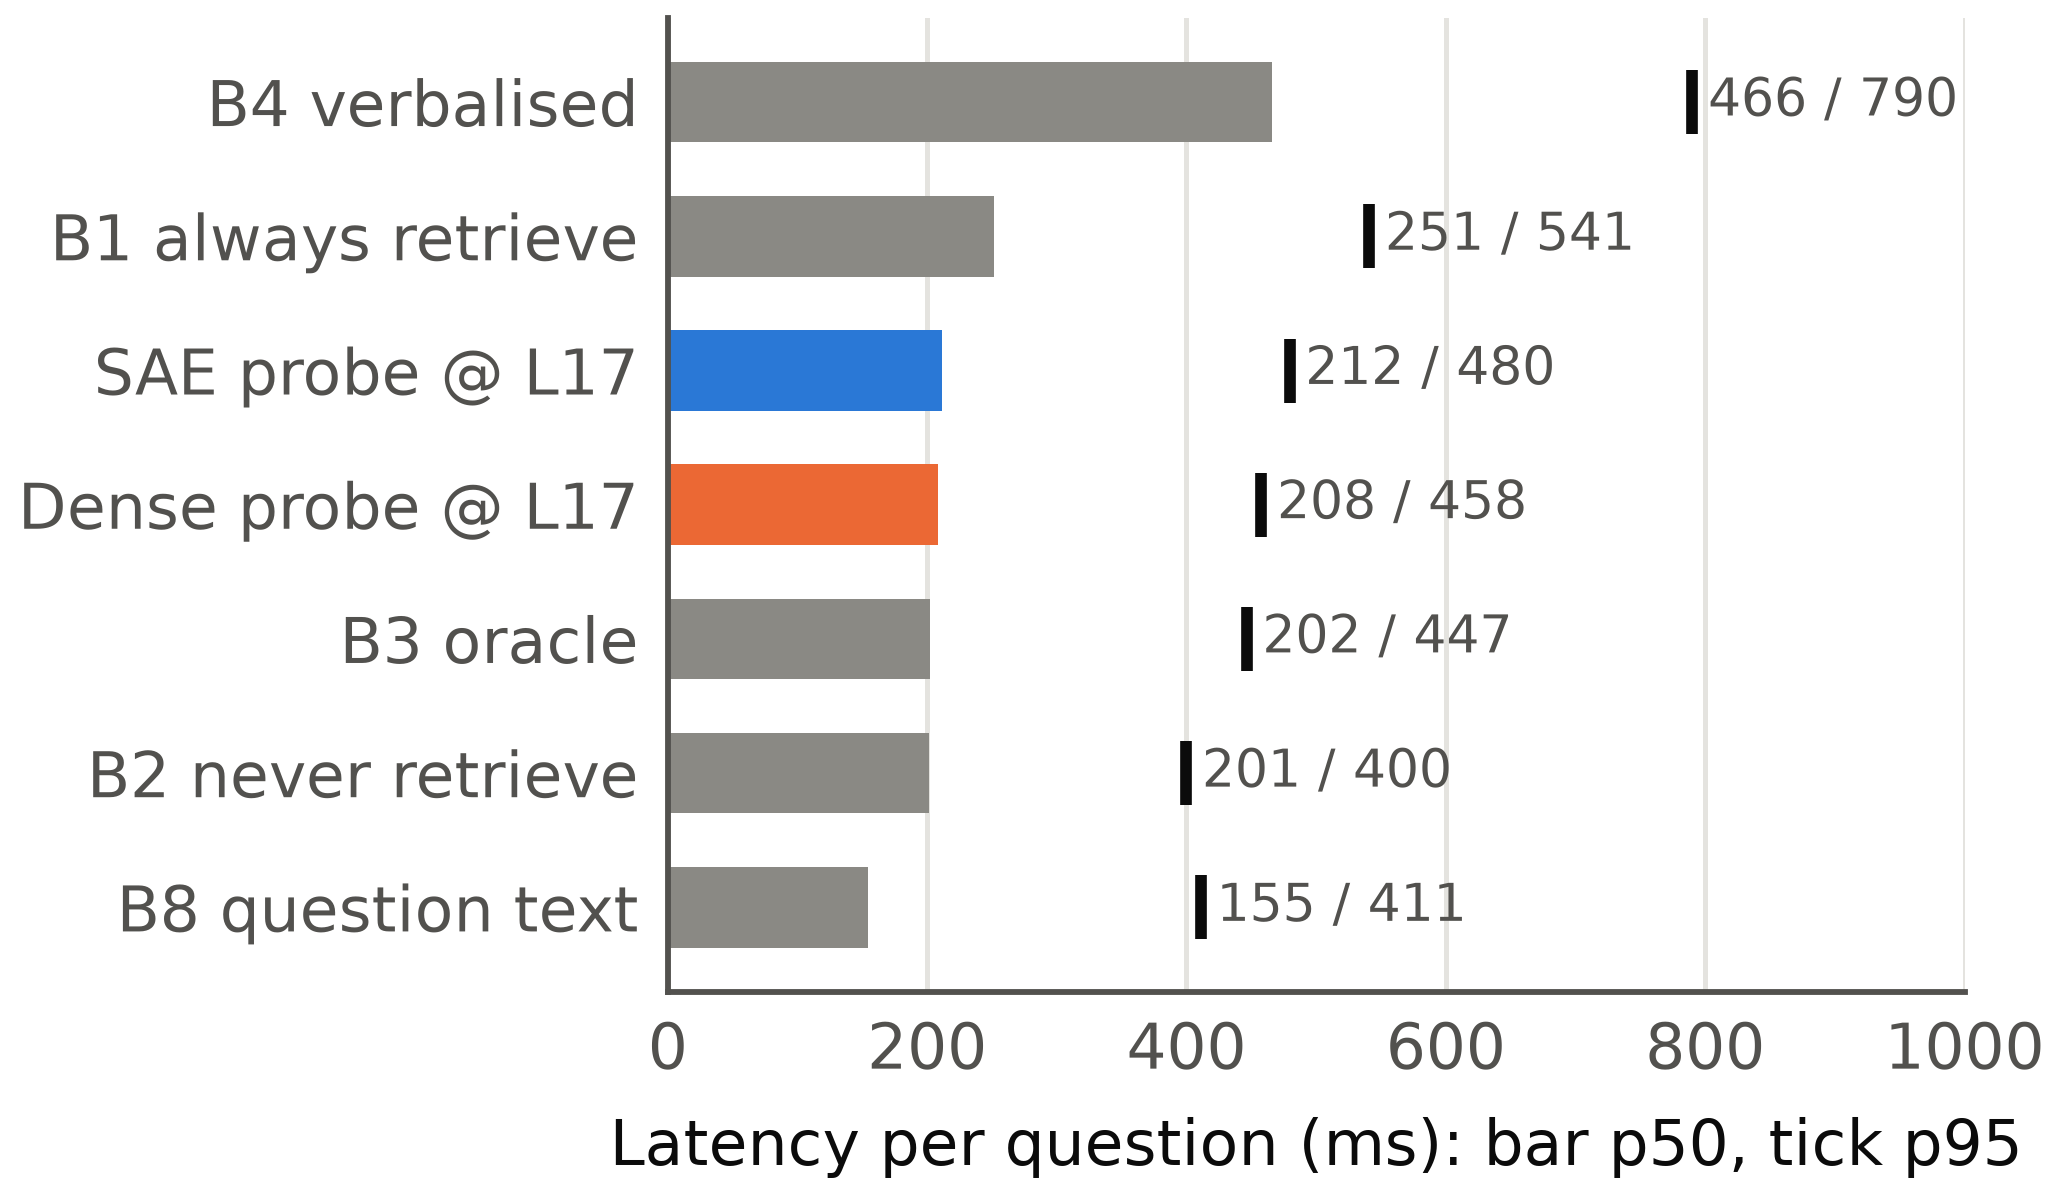 B4 verbalised 466 / 790
B1 always retrieve 251 / 541
SAE probe @ L17 212 / 480
Dense probe @ L17 208 / 458
B3 oracle 202 / 447
B2 never retrieve 201 / 400
B8 question text 155 / 411
0 200 400 600 800 1000
Latency per question (ms): bar p50, tick p95